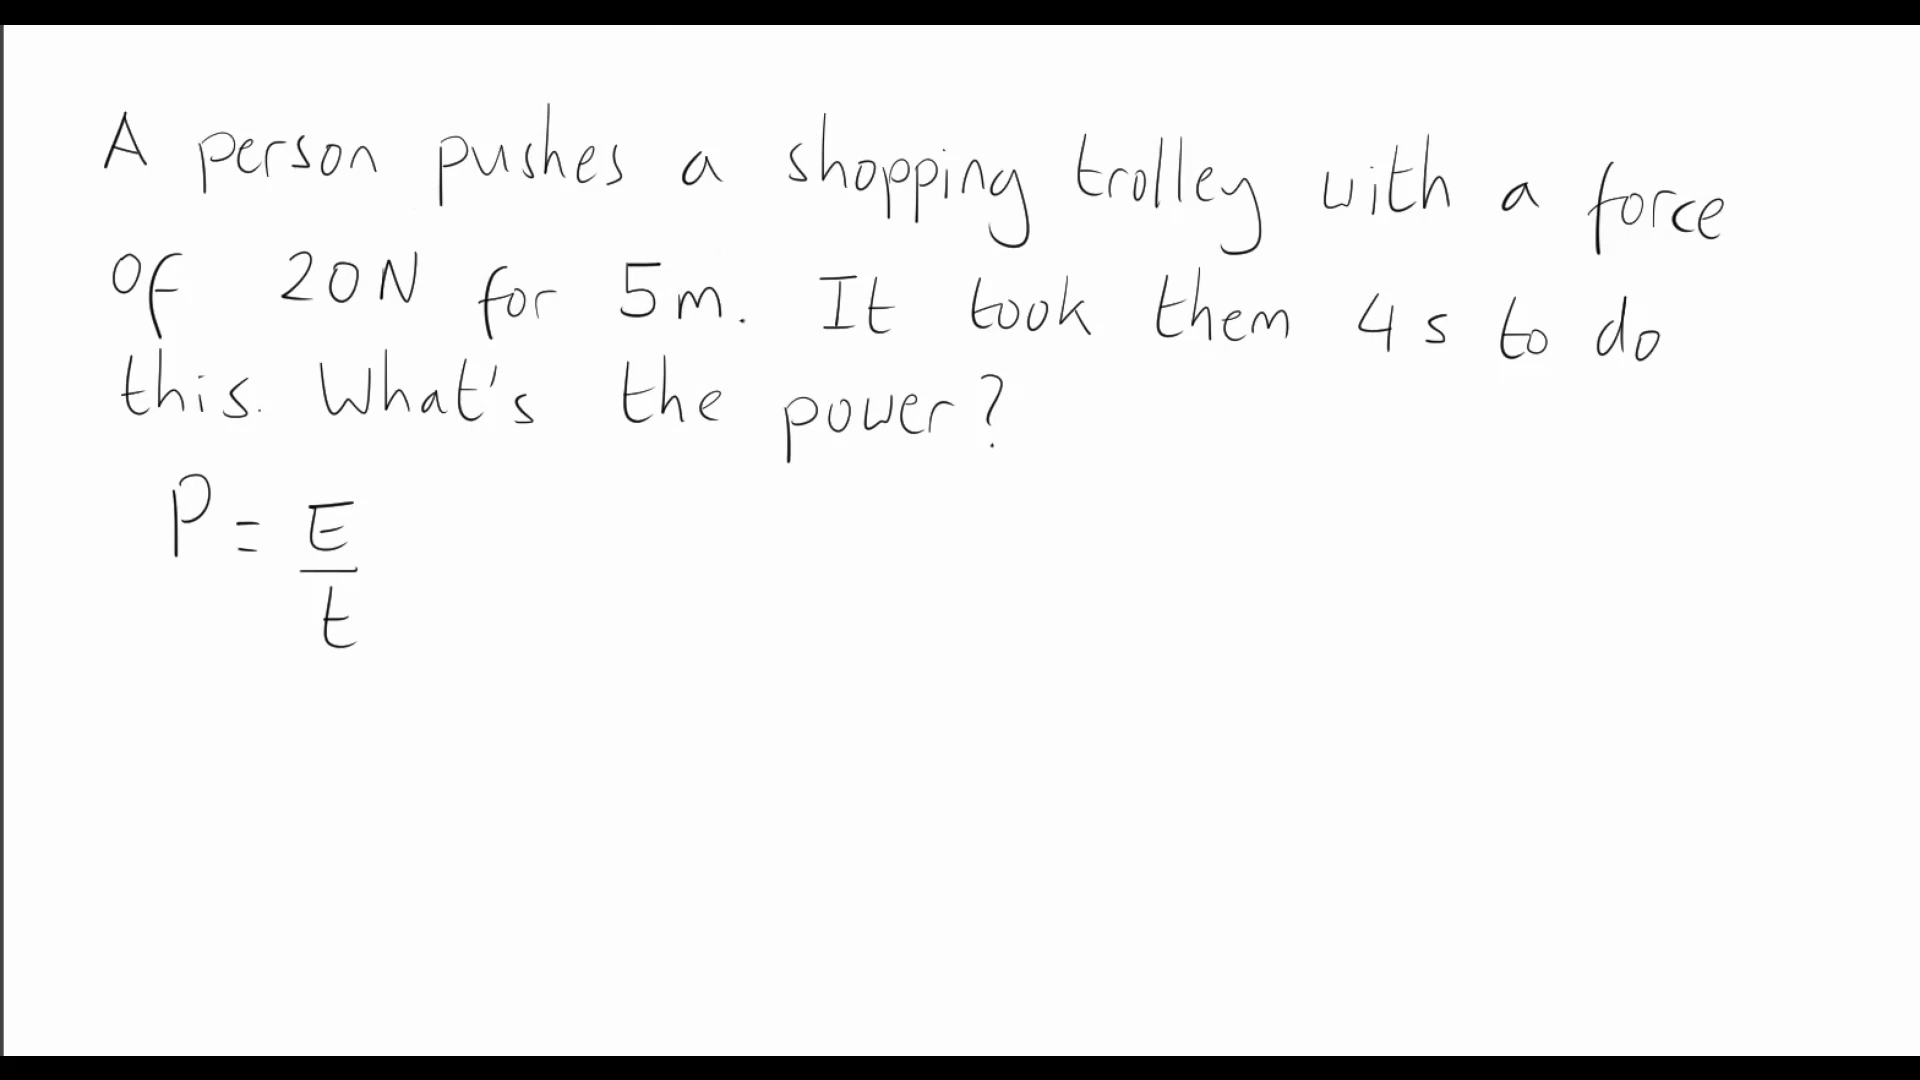 A person pushes a shopping trolley with a force
of 20N for 5m. It took them 4s to do
this. What's the power?
P = E
t